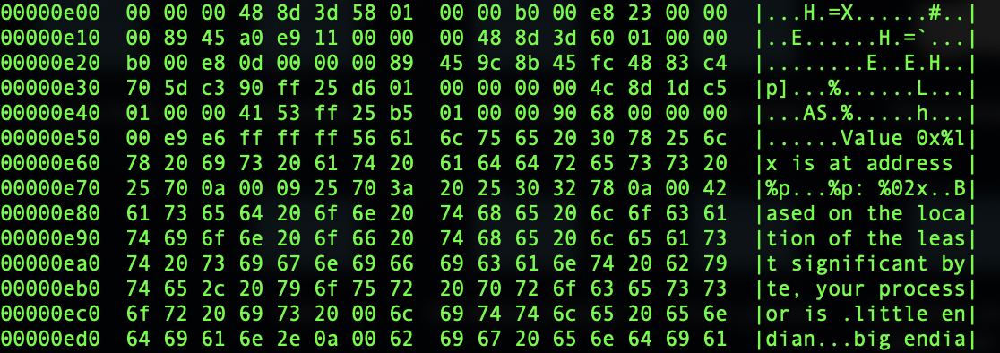 00000e00  00 00 00 48 8d 3d 58 01  00 00 b0 00 e8 23 00 00  |...H.=X......#..|
00000e10  00 89 45 a0 e9 11 00 00  00 48 8d 3d 60 01 00 00  |..E......H.=`...|
00000e20  b0 00 e8 0d 00 00 00 89  45 9c 8b 45 fc 48 83 c4  |........E..E.H..|
00000e30  70 5d c3 90 ff 25 d6 01  00 00 00 00 4c 8d 1d c5  |p]...%......L...|
00000e40  01 00 00 41 53 ff 25 b5  01 00 00 90 68 00 00 00  |...AS.%.....h...|
00000e50  00 e9 e6 ff ff ff 56 61  6c 75 65 20 30 78 25 6c  |......Value 0x%l|
00000e60  78 20 69 73 20 61 74 20  61 64 64 72 65 73 73 20  |x is at address |
00000e70  25 70 0a 00 09 25 70 3a  20 25 30 32 78 0a 00 42  |%p...%p: %02x..B|
00000e80  61 73 65 64 20 6f 6e 20  74 68 65 20 6c 6f 63 61  |ased on the loca|
00000e90  74 69 6f 6e 20 6f 66 20  74 68 65 20 6c 65 61 73  |tion of the leas|
00000ea0  74 20 73 69 67 6e 69 66  69 63 61 6e 74 20 62 79  |t significant by|
00000eb0  74 65 2c 20 79 6f 75 72  20 70 72 6f 63 65 73 73  |te, your process|
00000ec0  6f 72 20 69 73 20 00 6c  69 74 74 6c 65 20 65 6e  |or is .little en|
00000ed0  64 69 61 6e 2e 0a 00 62  69 67 20 65 6e 64 69 61  |dian...big endia|